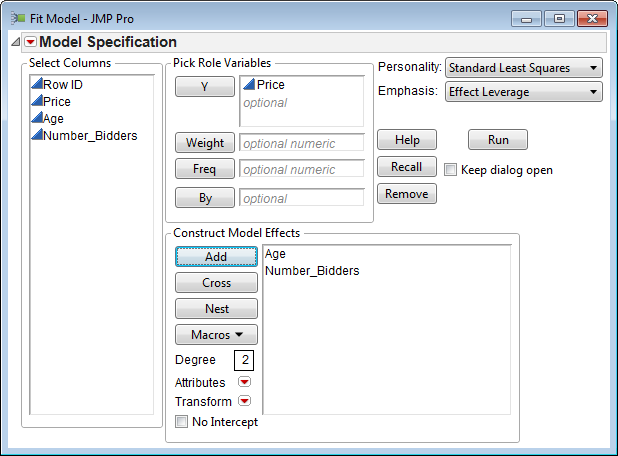 Fit Model - JMP Pro
Model Specification
Select Columns
Row ID
Price
Age
Number_Bidders
Pick Role Variables
Y
Price
optional
Weight
optional numeric
Freq
optional numeric
By
optional
Personality: Standard Least Squares
Emphasis: Effect Leverage
Help
Run
Recall
Keep dialog open
Remove
Construct Model Effects
Add
Cross
Nest
Macros
Degree 2
Attributes
Transform
No Intercept
Age
Number_Bidders